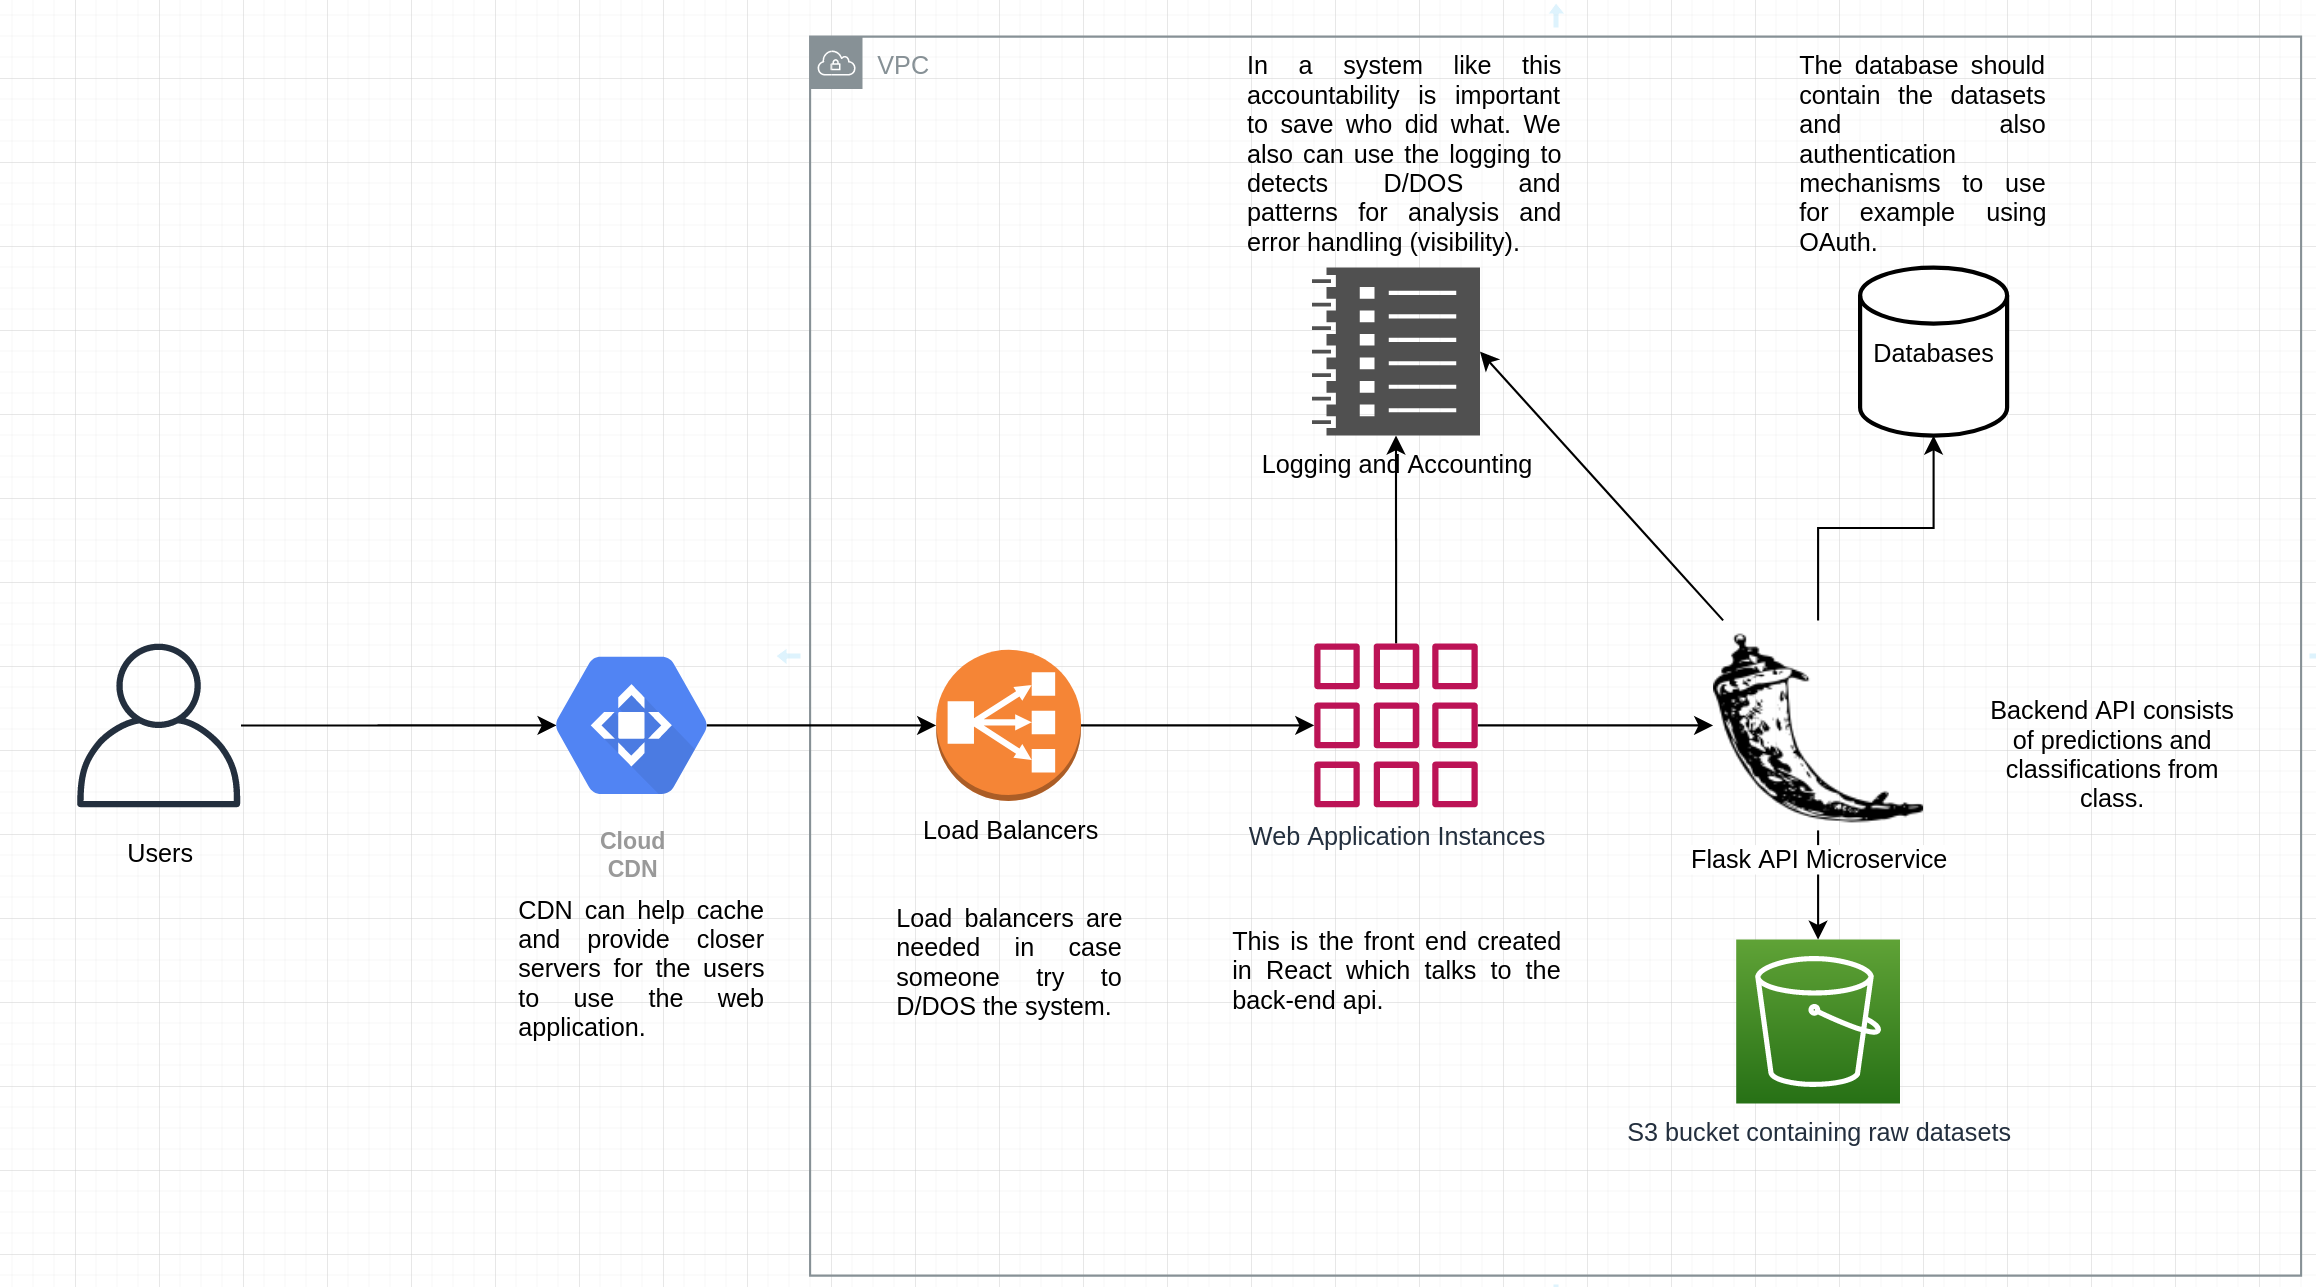 VPC
In a system like this
accountability is important
to save who did what. We
also can use the logging to
detects D/DOS and
patterns for analysis and
error handling (visibility).
The database should
contain the datasets
and also
authentication
mechanisms to use
for example using
OAuth.
Databases
Logging and Accounting
Users
Cloud
CDN
CDN can help cache
and provide closer
servers for the users
to use the web
application.
Load Balancers
Load balancers are
needed in case
someone try to
D/DOS the system.
Web Application Instances
This is the front end created
in React which talks to the
back-end api.
Flask API Microservice
Backend API consists
of predictions and
classifications from
class.
S3 bucket containing raw datasets